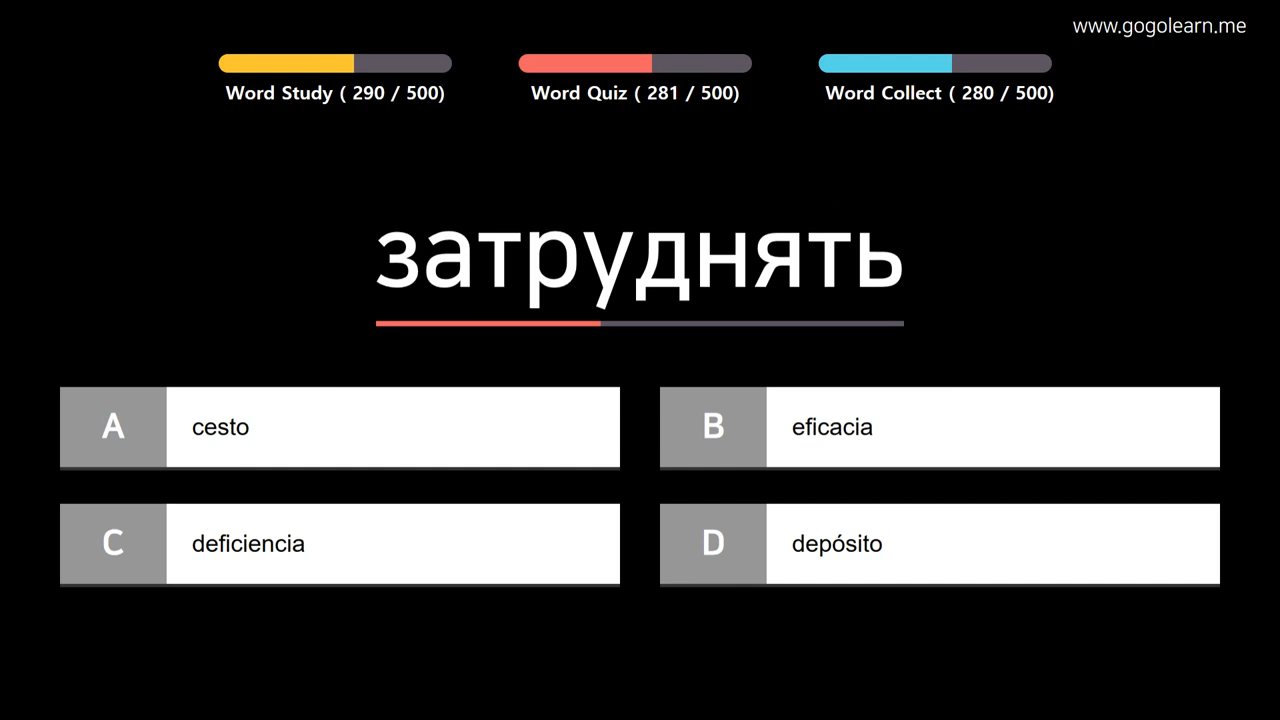 www.gogolearn.me
Word Study ( 290 / 500)
Word Quiz ( 281 / 500)
Word Collect ( 280 / 500)
затруднять
A cesto
B eficacia
C deficiencia
D depósito